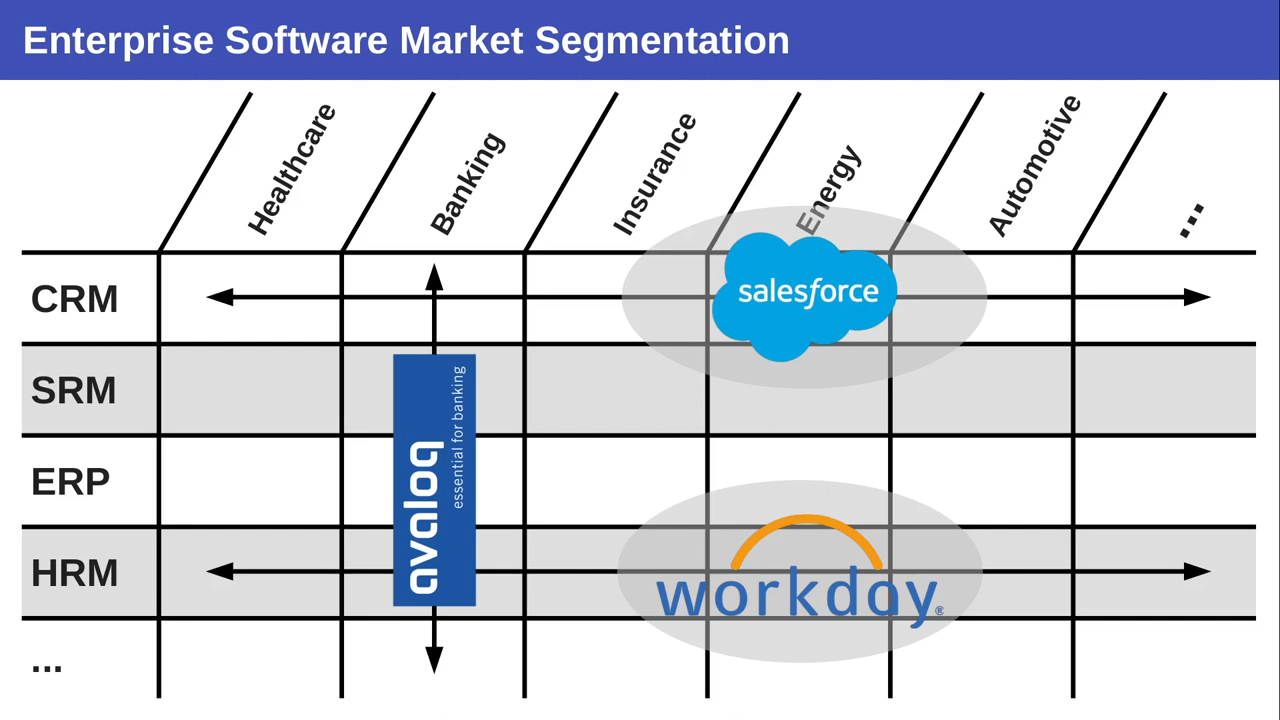 Enterprise Software Market Segmentation
Healthcare
Banking
Insurance
Energy
Automotive
...
CRM
salesforce
SRM
ERP
HRM
...
avaloq
essential for banking
workday®